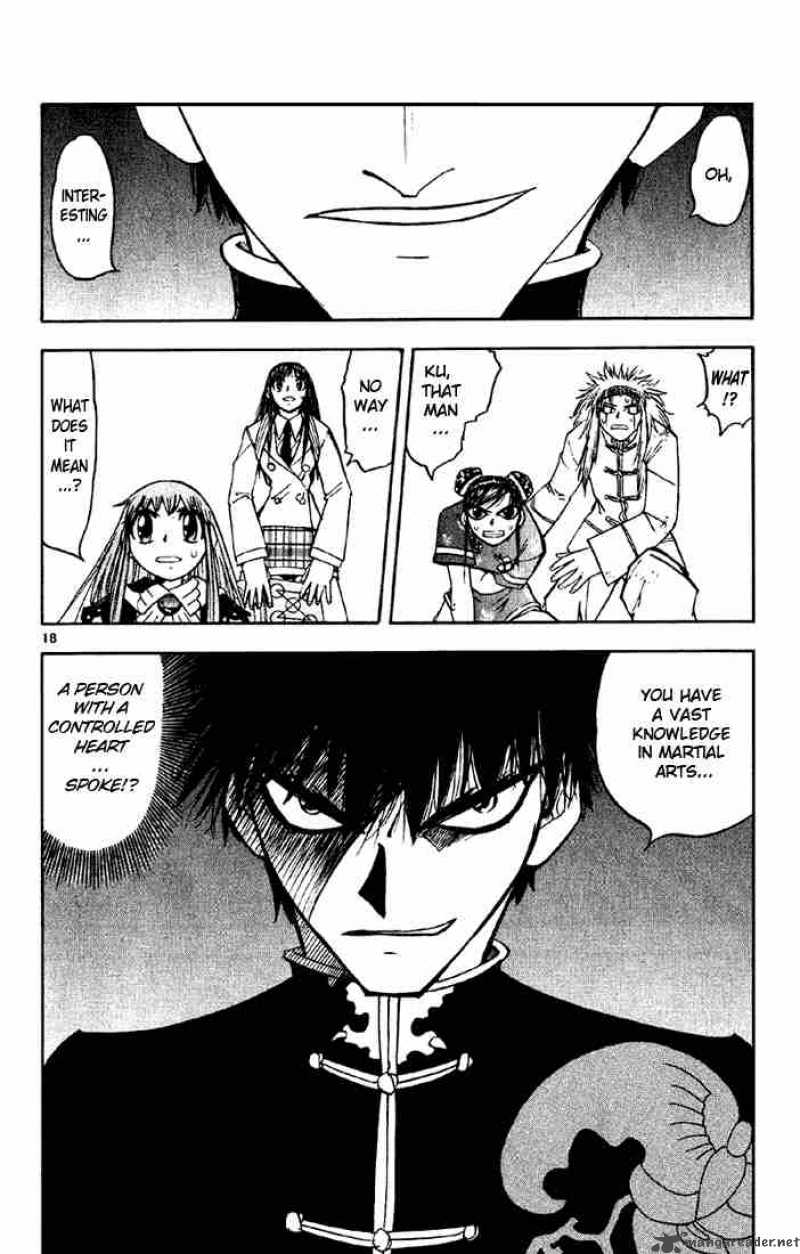 OH,
INTER-
ESTING
...
WHAT
!?
KU,
THAT
MAN
...
NO
WAY
...
WHAT
DOES
IT
MEAN
...?
18
YOU HAVE
A VAST
KNOWLEDGE
IN MARTIAL
ARTS...
A PERSON
WITH A
CONTROLLED
HEART
...
SPOKE!?
mangareader.net